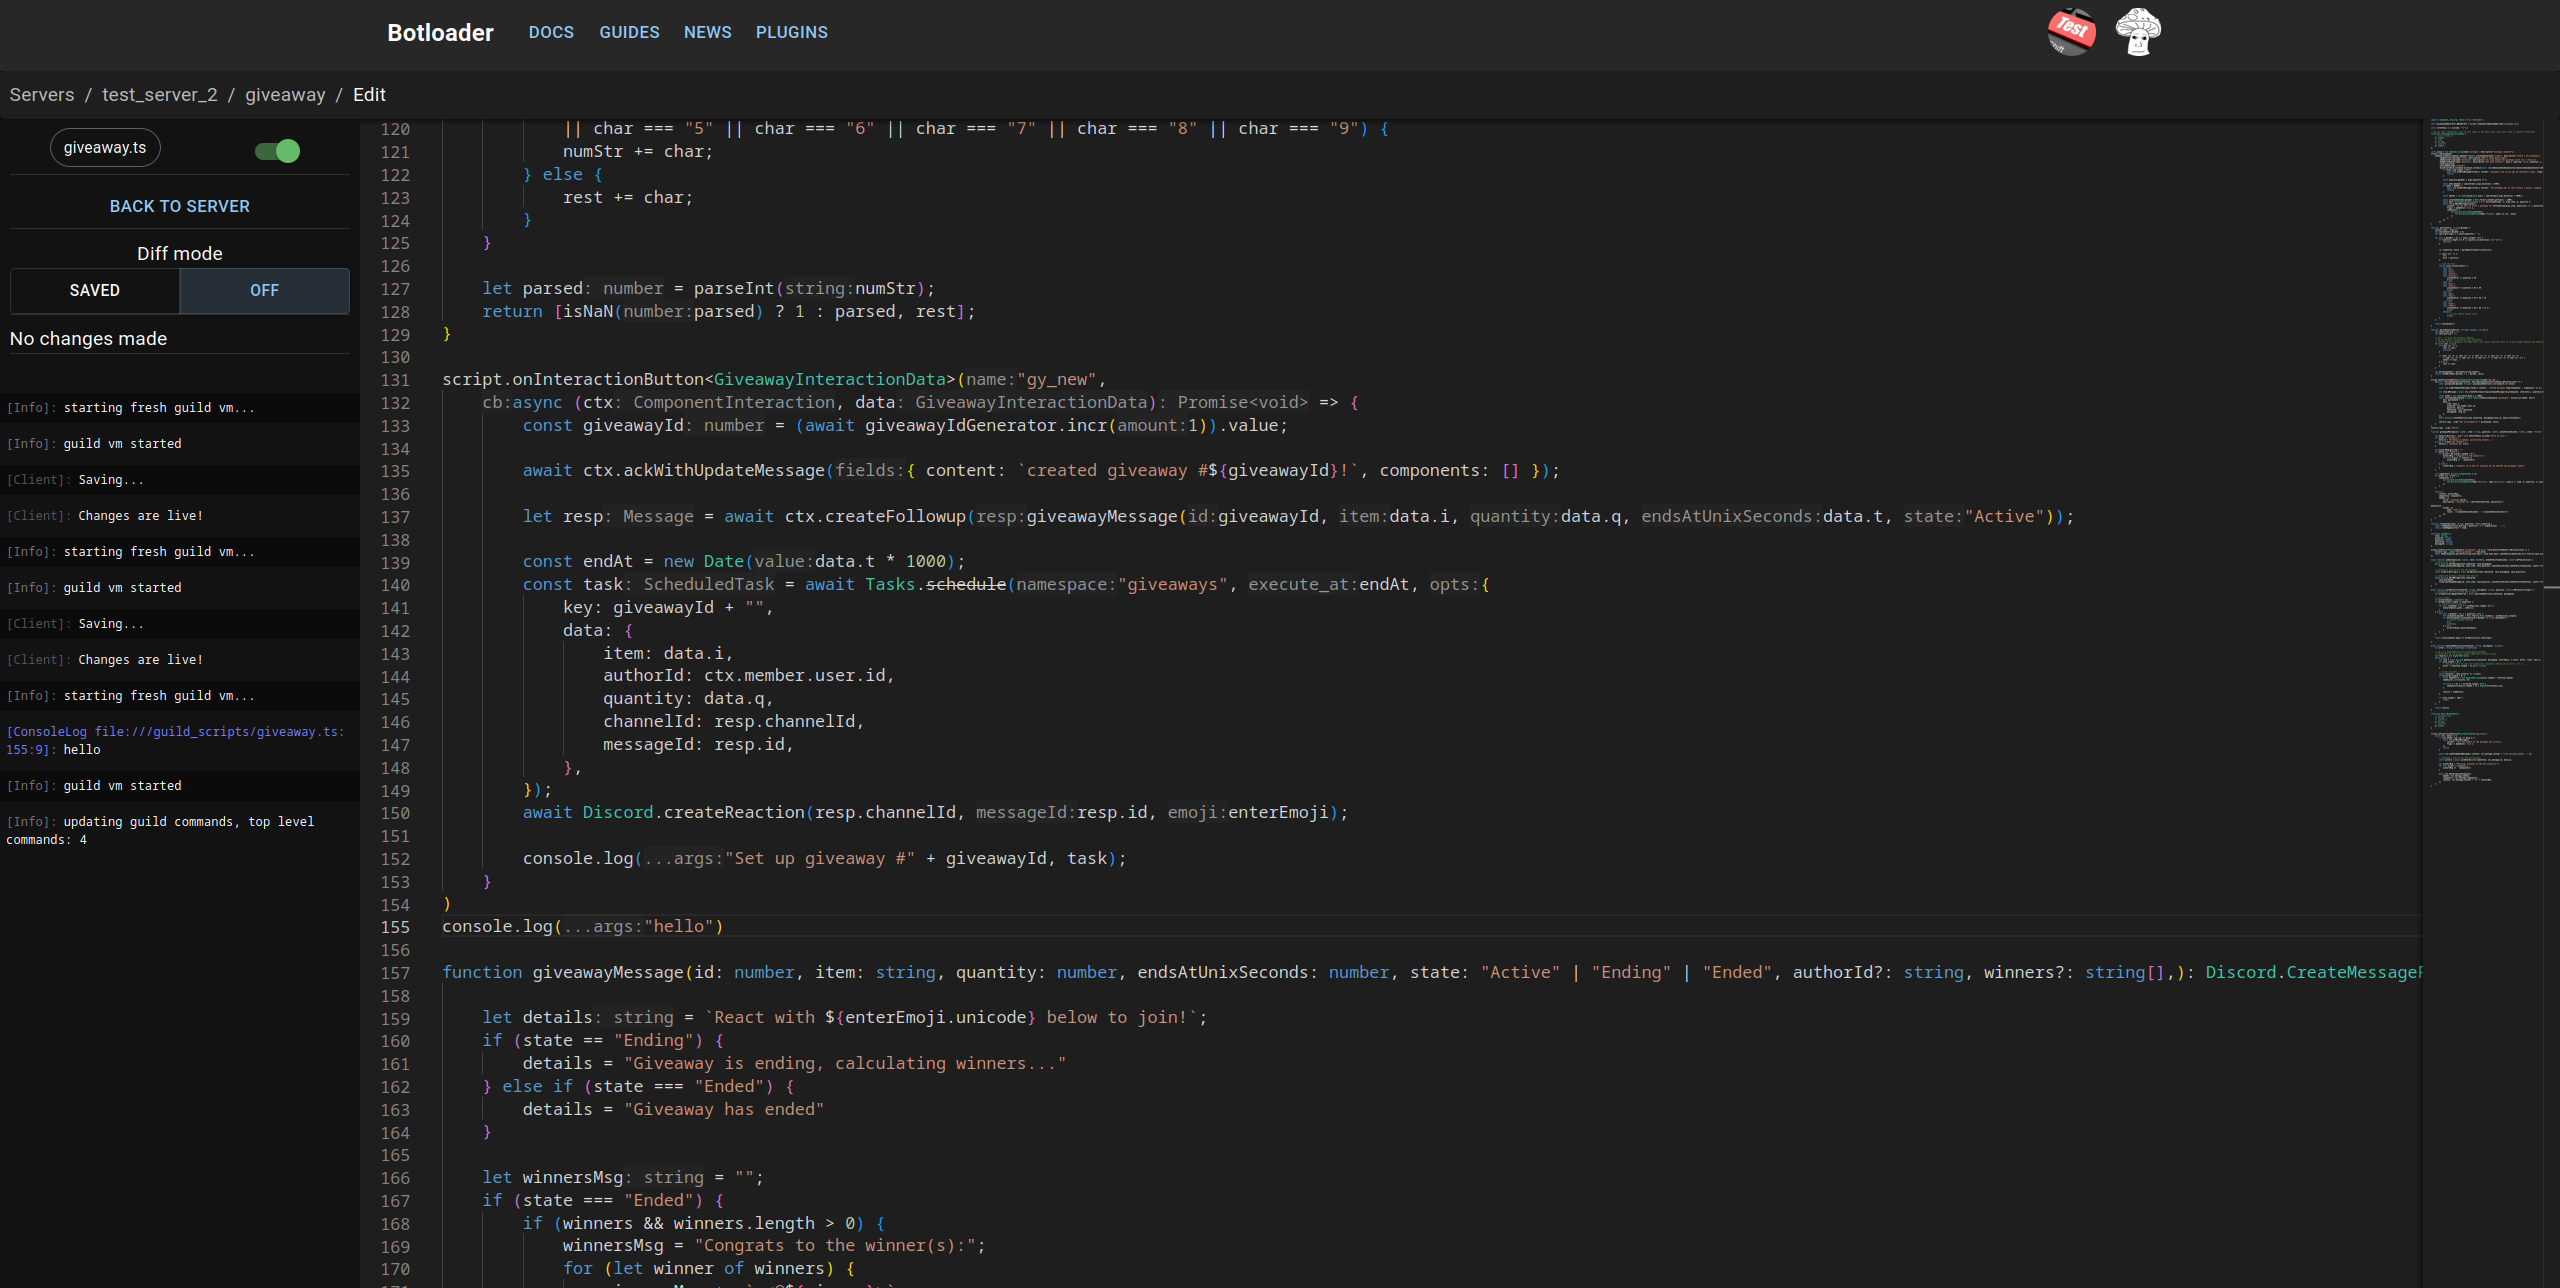 Botloader DOCS GUIDES NEWS PLUGINS Test Shift
Servers / test_server_2 / giveaway / Edit
giveaway.ts
BACK TO SERVER
Diff mode
SAVED OFF
No changes made
[Info]: starting fresh guild vm...
[Info]: guild vm started
[Client]: Saving...
[Client]: Changes are live!
[Info]: starting fresh guild vm...
[Info]: guild vm started
[Client]: Saving...
[Client]: Changes are live!
[Info]: starting fresh guild vm...
[ConsoleLog file:///guild_scripts/giveaway.ts:
155:9]: hello
[Info]: guild vm started
[Info]: updating guild commands, top level
commands: 4
120 || char === "5" || char === "6" || char === "7" || char === "8" || char === "9") {
121 numStr += char;
122 } else {
123 rest += char;
124 }
125 }
126
127 let parsed: number = parseInt(string:numStr);
128 return [isNaN(number:parsed) ? 1 : parsed, rest];
129 }
130
131 script.onInteractionButton<GiveawayInteractionData>(name:"gy_new",
132 cb:async (ctx: ComponentInteraction, data: GiveawayInteractionData): Promise<void> => {
133 const giveawayId: number = (await giveawayIdGenerator.incr(amount:1)).value;
134
135 await ctx.ackWithUpdateMessage(fields:{ content: `created giveaway #${giveawayId}!`, components: [] });
136
137 let resp: Message = await ctx.createFollowup(resp:giveawayMessage(id:giveawayId, item:data.i, quantity:data.q, endsAtUnixSeconds:data.t, state:"Active"));
138
139 const endAt = new Date(value:data.t * 1000);
140 const task: ScheduledTask = await Tasks.schedule(namespace:"giveaways", execute_at:endAt, opts:{
141 key: giveawayId + "",
142 data: {
143 item: data.i,
144 authorId: ctx.member.user.id,
145 quantity: data.q,
146 channelId: resp.channelId,
147 messageId: resp.id,
148 },
149 });
150 await Discord.createReaction(resp.channelId, messageId:resp.id, emoji:enterEmoji);
151
152 console.log(...args:"Set up giveaway #" + giveawayId, task);
153 }
154 )
155 console.log(...args:"hello")
156
157 function giveawayMessage(id: number, item: string, quantity: number, endsAtUnixSeconds: number, state: "Active" | "Ending" | "Ended", authorId?: string, winners?: string[],): Discord.CreateMessage
158
159 let details: string = `React with ${enterEmoji.unicode} below to join!`;
160 if (state == "Ending") {
161 details = "Giveaway is ending, calculating winners..."
162 } else if (state === "Ended") {
163 details = "Giveaway has ended"
164 }
165
166 let winnersMsg: string = "";
167 if (state === "Ended") {
168 if (winners && winners.length > 0) {
169 winnersMsg = "Congrats to the winner(s):";
170 for (let winner of winners) {